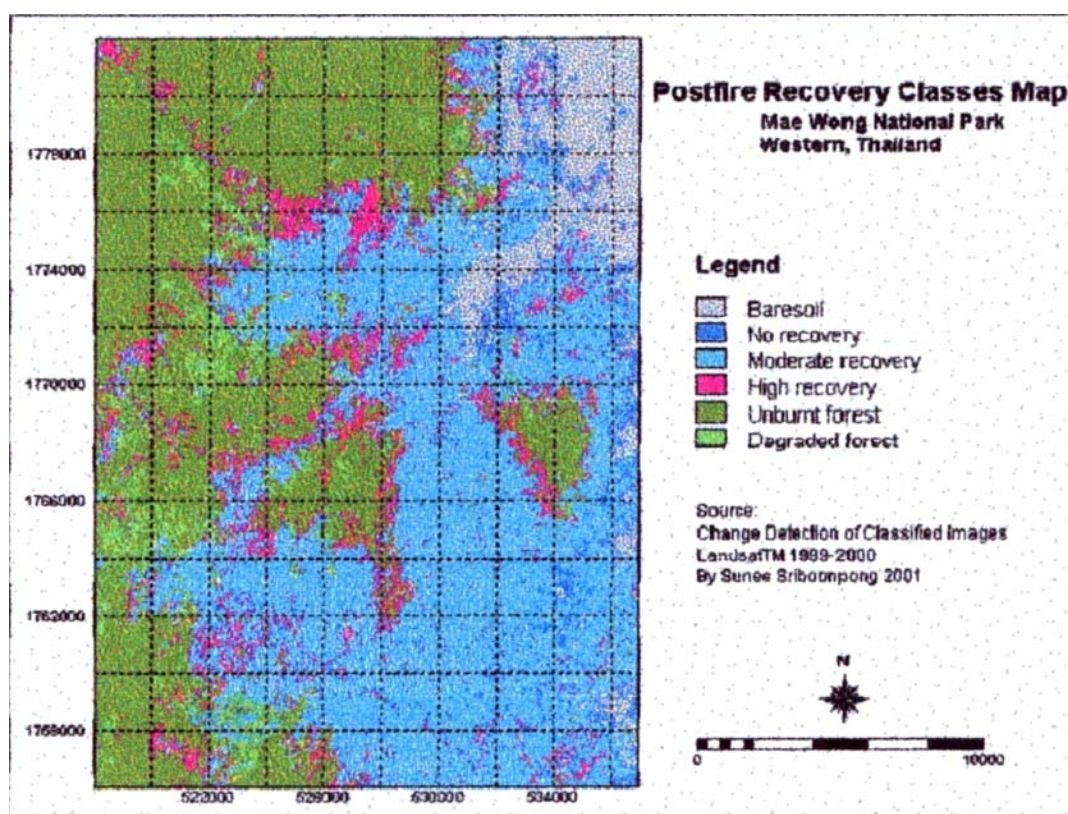 Postfire Recovery Classes Map
Mae Wong National Park
Western, Thailand
1778000
1774000
1770000
1766000
1762000
1758000
522000
526000
530000
534000
Legend
Baresoil
No recovery
Moderate recovery
High recovery
Unburnt forest
Degraded forest
Source:
Change Detection of Classified Images
LandsatTM 1999-2000
By Sunee Sriboonpong 2001
N
0 10000